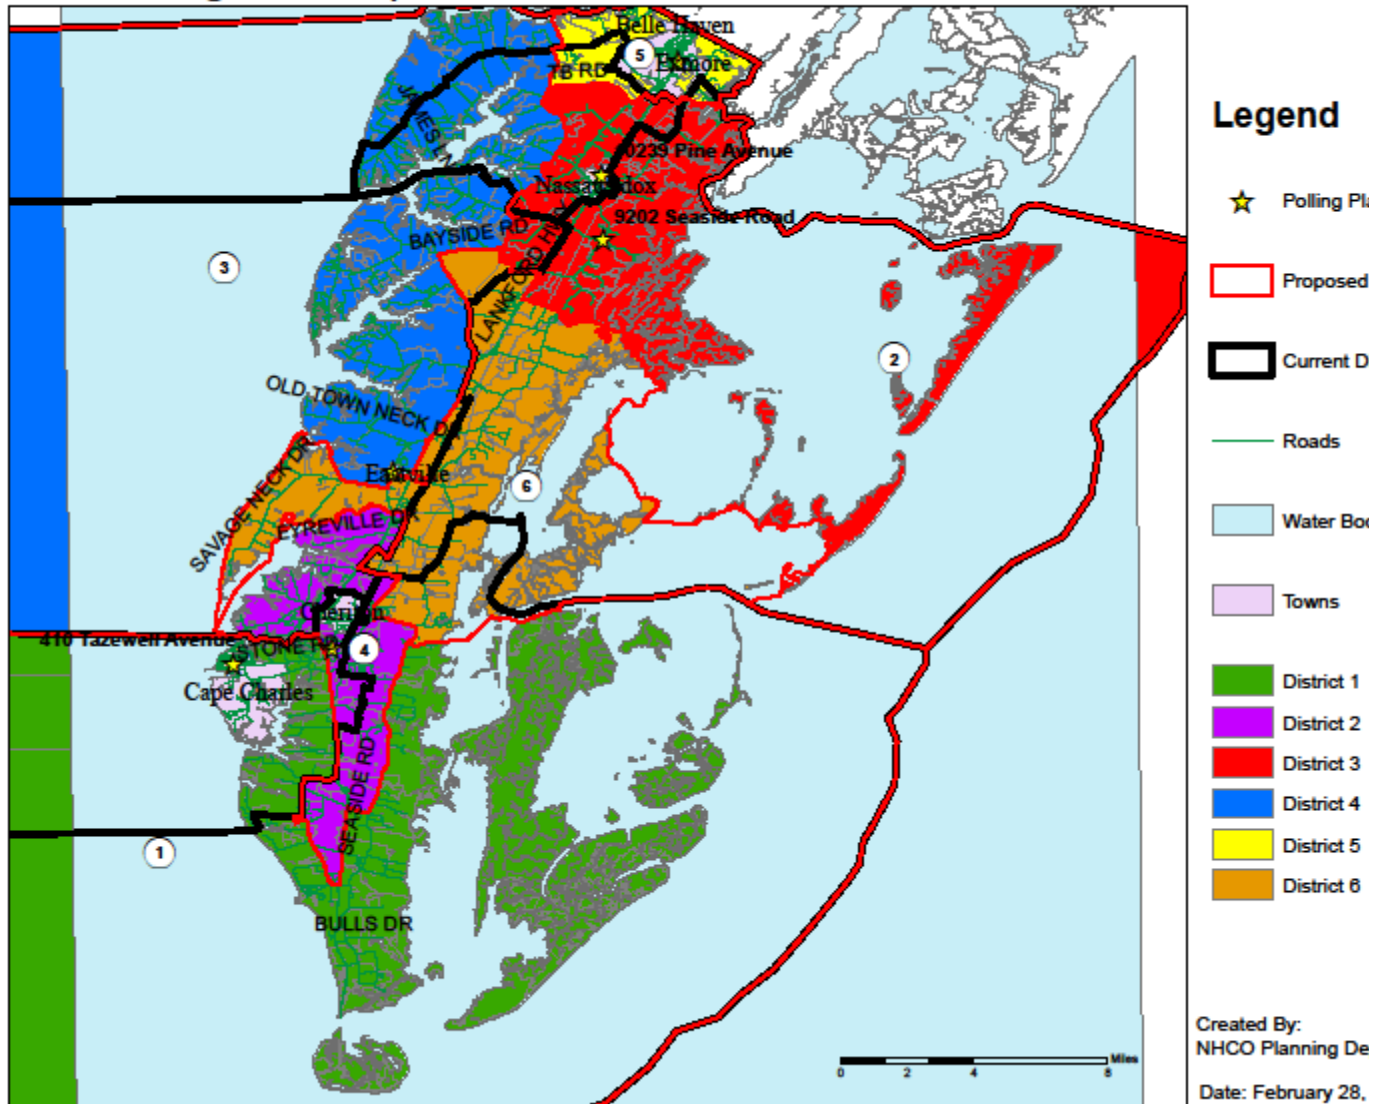 Belle Haven
5
Exmore
TB RD
JAMES LN
0239 Pine Avenue
Nassawadox
9202 Seaside Road
BAYSIDE RD
3
LANKFORD HWY
2
OLD TOWN NECK D
Eastville
SAVAGE NECK DR
6
EYREVILLE DR
Cheriton
410 Tazewell Avenue
STONE RD
4
Cape Charles
SEASIDE RD
1
BULLS DR
Miles
0 2 4 8
Legend
Polling Pla
Proposed
Current D
Roads
Water Boo
Towns
District 1
District 2
District 3
District 4
District 5
District 6
Created By:
NHCO Planning De
Date: February 28,